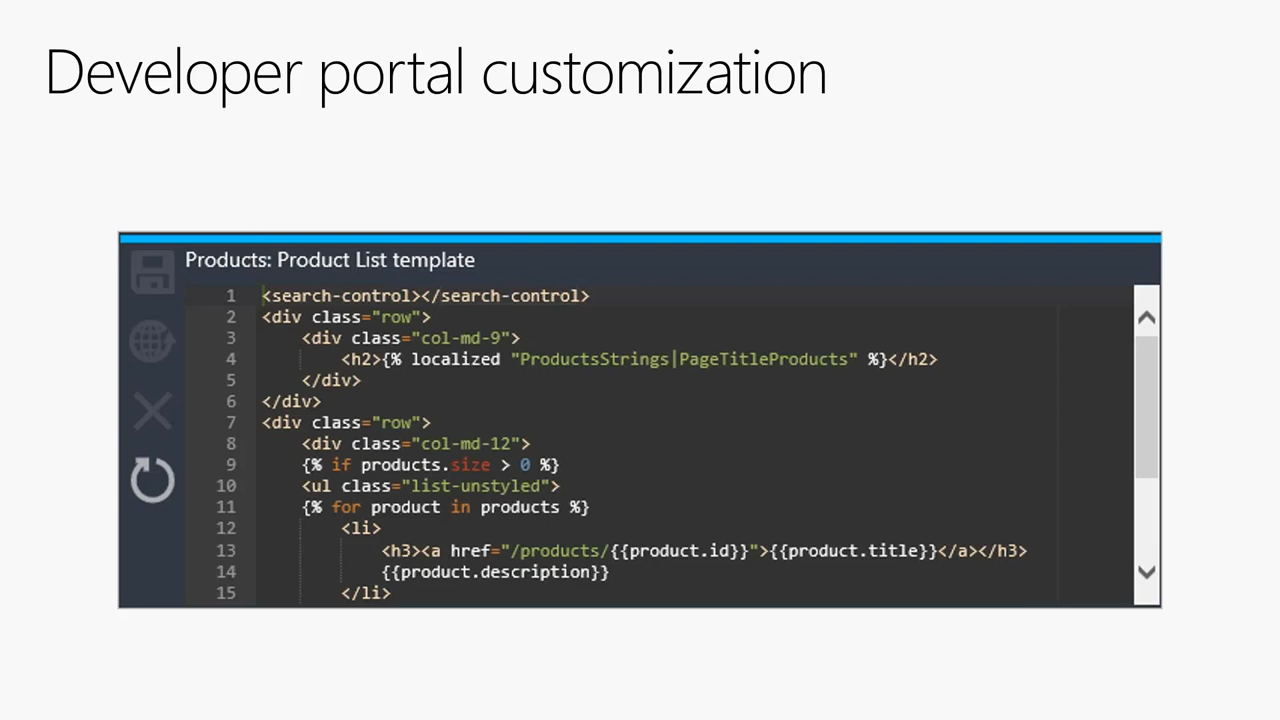 Developer portal customization
Products: Product List template
1 <search-control></search-control>
2 <div class="row">
3 <div class="col-md-9">
4 <h2>{% localized "ProductsStrings|PageTitleProducts" %}</h2>
5 </div>
6 </div>
7 <div class="row">
8 <div class="col-md-12">
9 {% if products.size > 0 %}
10 <ul class="list-unstyled">
11 {% for product in products %}
12 <li>
13 <h3><a href="/products/{{product.id}}">{{product.title}}</a></h3>
14 {{product.description}}
15 </li>